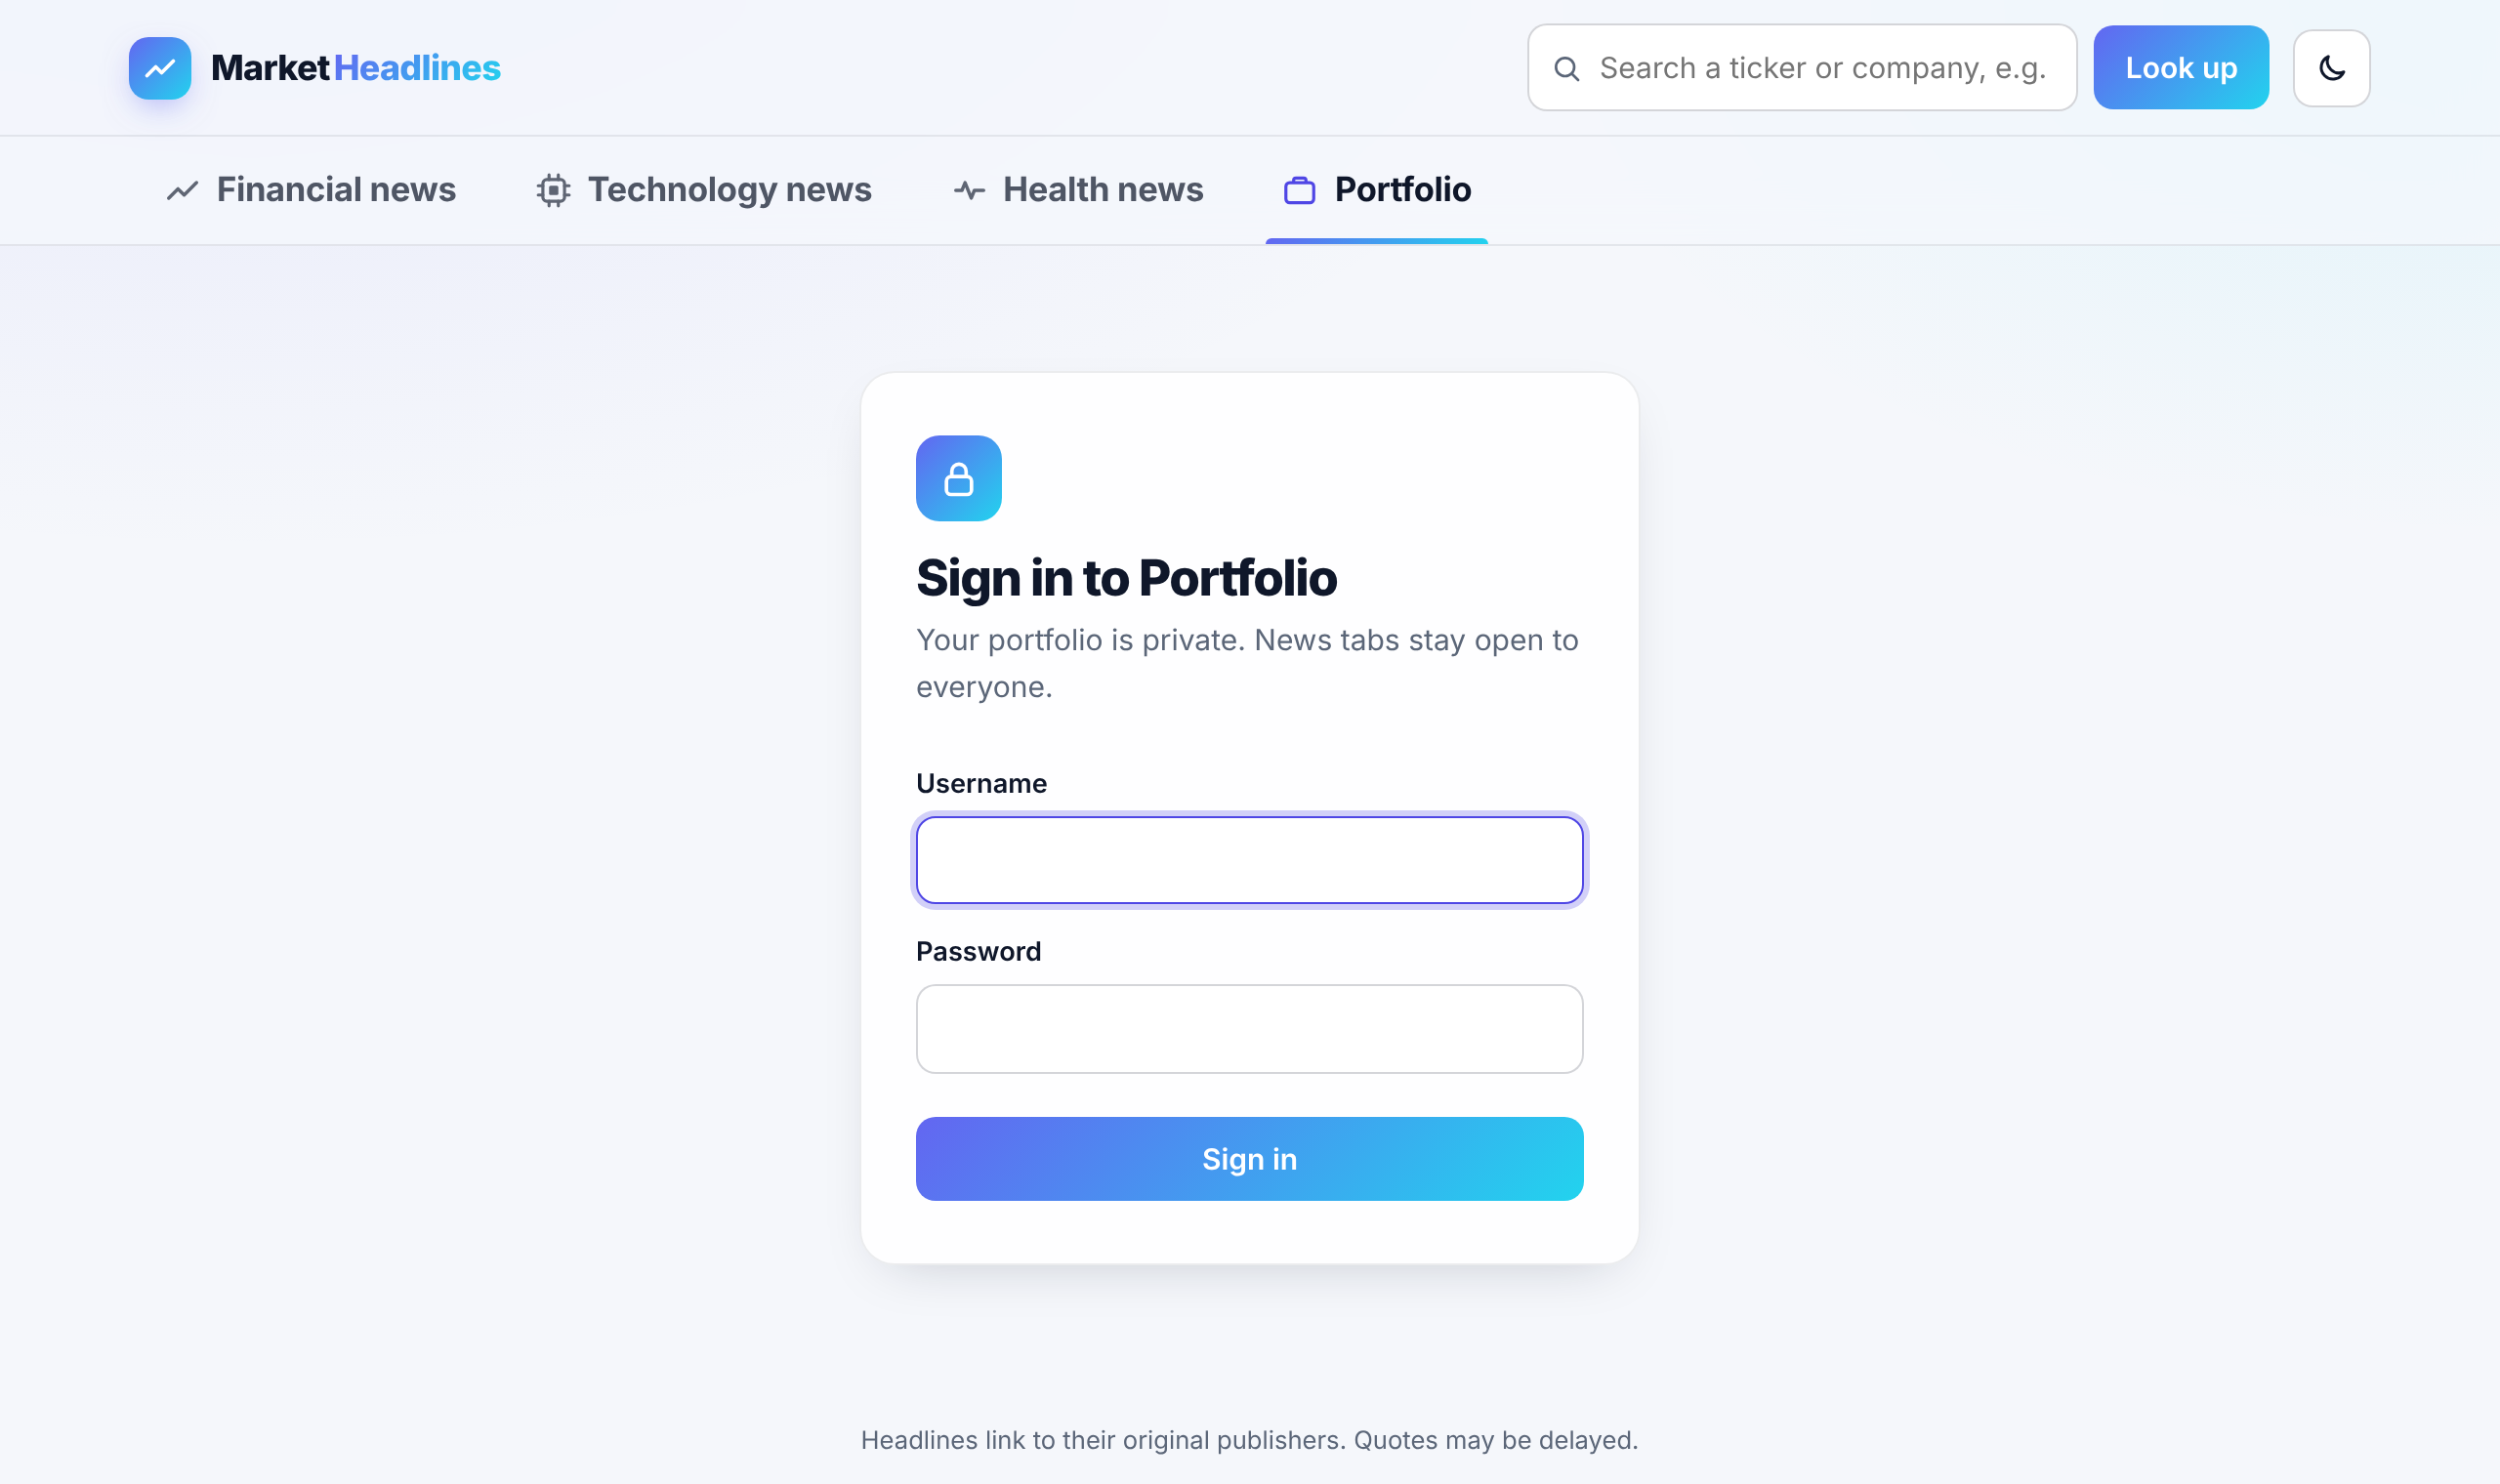 MarketHeadlines
Search a ticker or company, e.g.
Look up
Financial news
Technology news
Health news
Portfolio
Sign in to Portfolio
Your portfolio is private. News tabs stay open to
everyone.
Username
Password
Sign in
Headlines link to their original publishers. Quotes may be delayed.